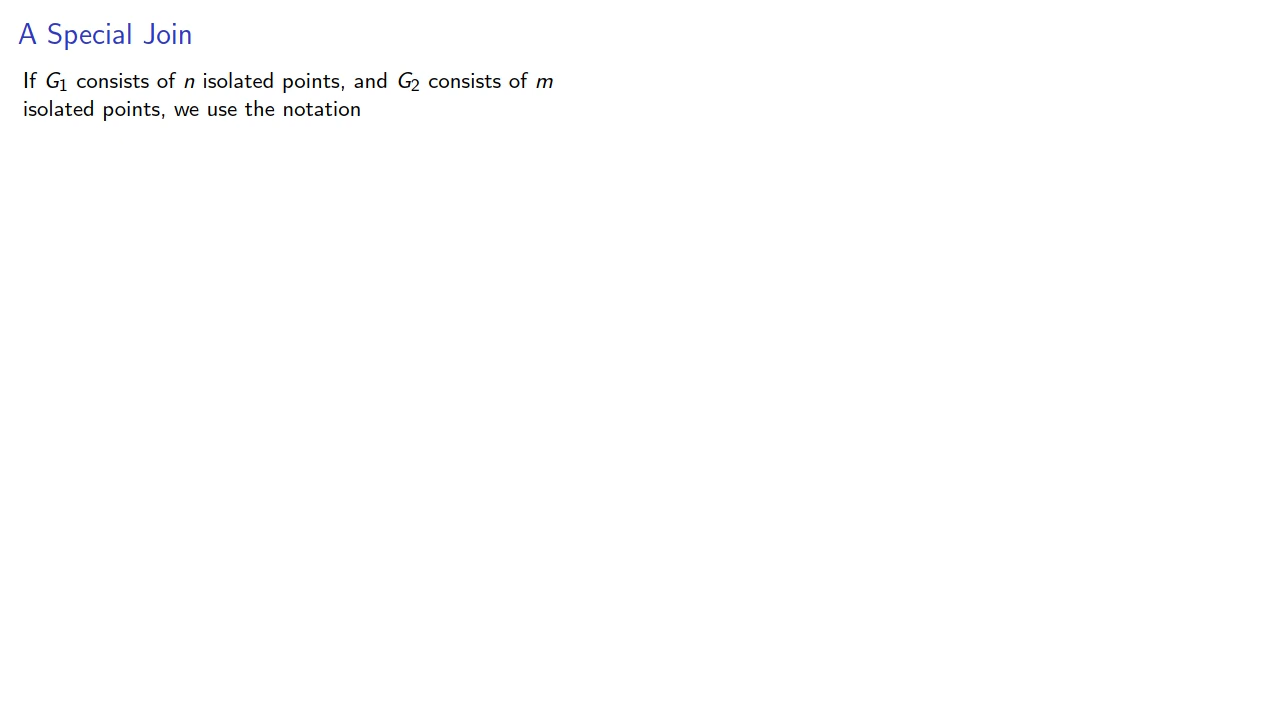 A Special Join
If G₁ consists of n isolated points, and G₂ consists of m
isolated points, we use the notation